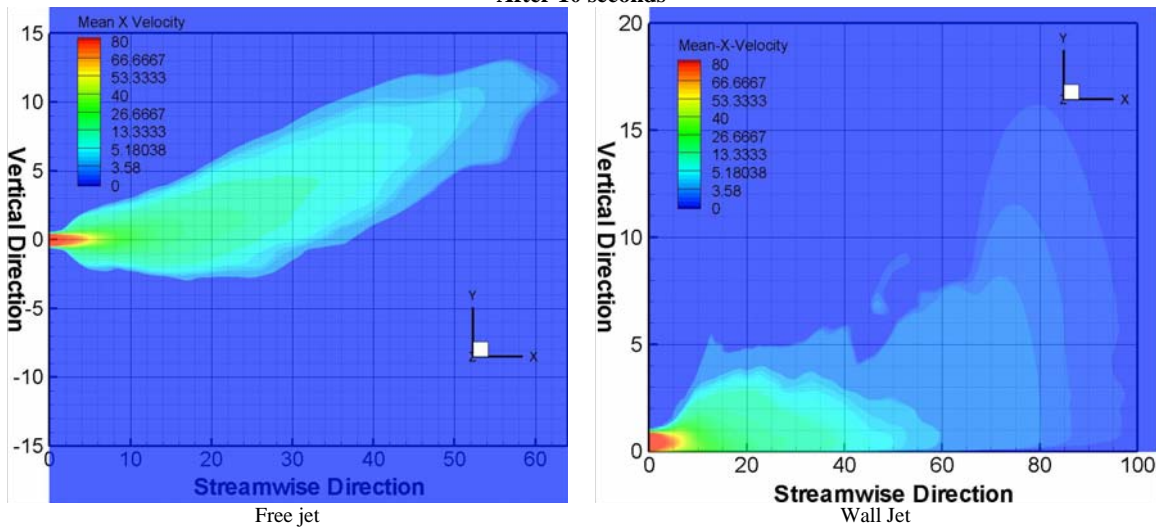 After 10 seconds
15
10
5
0
-5
-10
-15
Vertical Direction
Mean X Velocity
80
66.6667
53.3333
40
26.6667
13.3333
5.18038
3.58
0
Y
Z X
0 10 20 30 40 50 60
Streamwise Direction
Free jet
20
15
10
5
0
Vertical Direction
Mean-X-Velocity
80
66.6667
53.3333
40
26.6667
13.3333
5.18038
3.58
0
Y
Z X
0 20 40 60 80 100
Streamwise Direction
Wall Jet